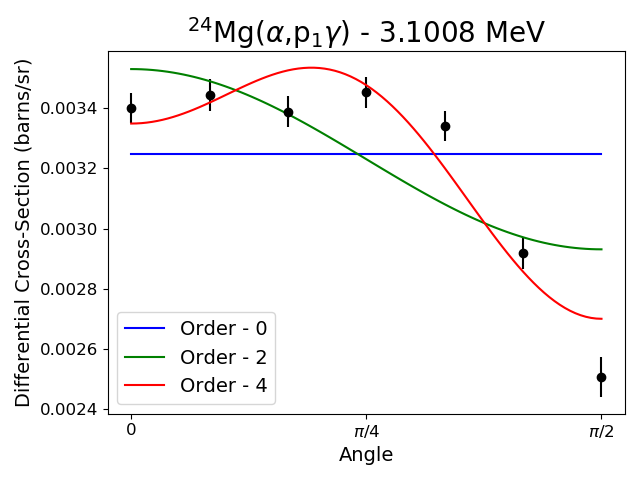 ²⁴Mg(α,p₁γ) - 3.1008 MeV
Differential Cross-Section (barns/sr)
0.0034
0.0032
0.0030
0.0028
0.0026
0.0024
Order - 0
Order - 2
Order - 4
0
π/4
π/2
Angle